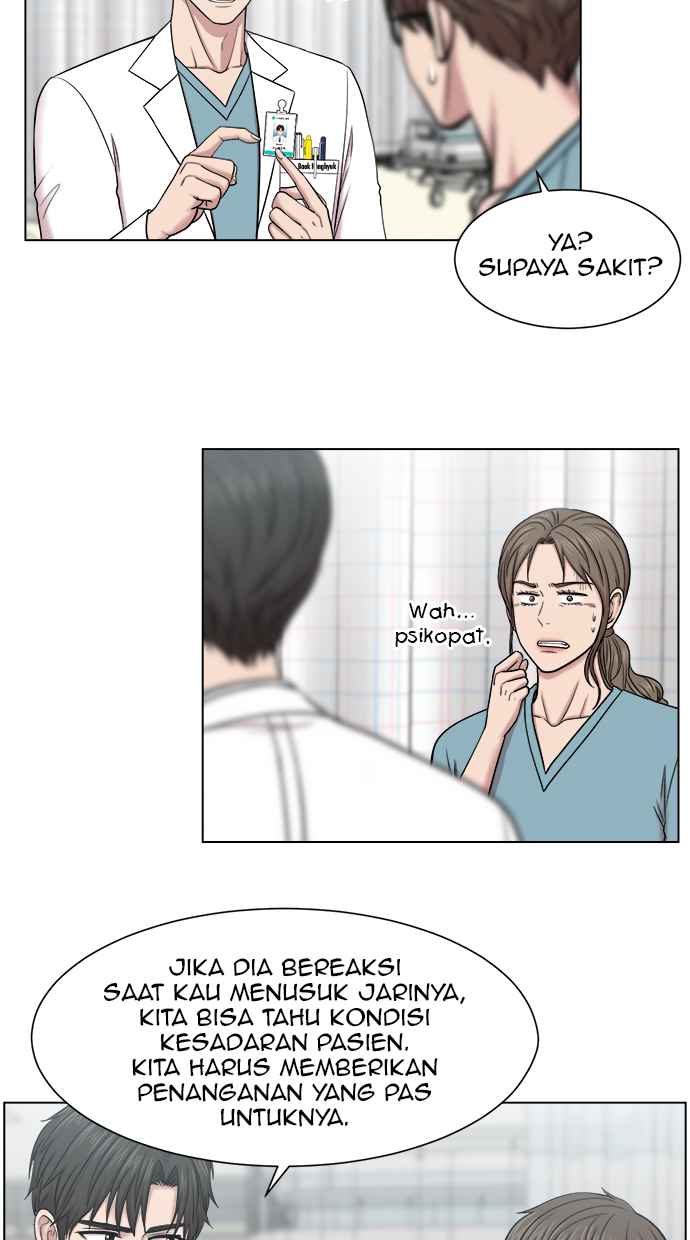 Baek
YA?
SUPAYA SAKIT?
Wah...
psikopat.
JIKA DIA BEREAKSI
SAAT KAU MENUSUK JARINYA,
KITA BISA TAHU KONDISI
KESADARAN PASIEN.
KITA HARUS MEMBERIKAN
PENANGANAN YANG PAS
UNTUKNYA.